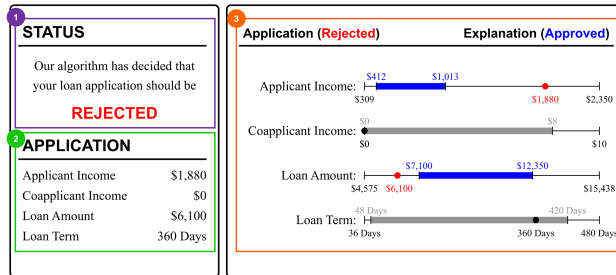 1
STATUS
Our algorithm has decided that
your loan application should be
REJECTED
2
APPLICATION
Applicant Income $1,880
Coapplicant Income $0
Loan Amount $6,100
Loan Term 360 Days
3
Application (Rejected) Explanation (Approved)
$412 $1,013
Applicant Income:
$309 $1,880 $2,350
$0 $8
Coapplicant Income:
$0 $10
$7,100 $12,350
Loan Amount:
$4,575 $6,100 $15,438
48 Days 420 Days
Loan Term:
36 Days 360 Days 480 Days